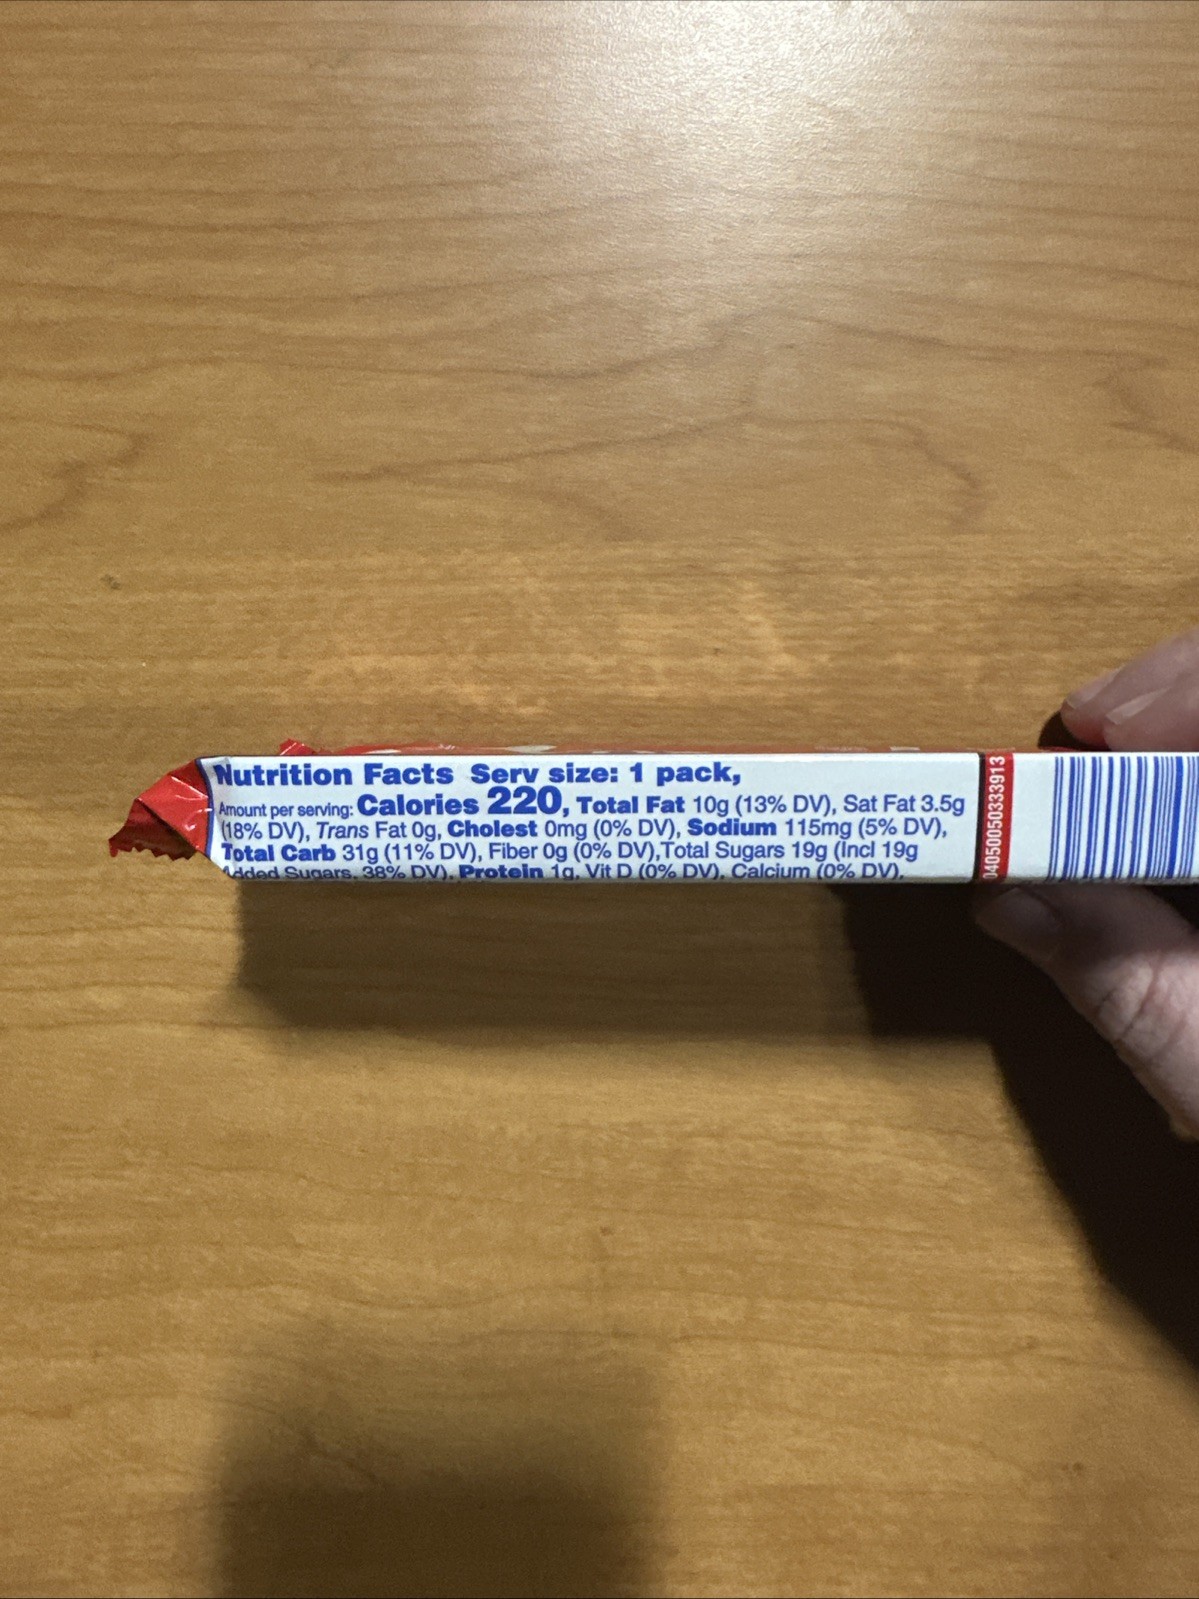 Nutrition Facts Serv size: 1 pack,
Amount per serving: Calories 220, Total Fat 10g (13% DV), Sat Fat 3.5g
(18% DV), Trans Fat 0g, Cholest 0mg (0% DV), Sodium 115mg (5% DV),
Total Carb 31g (11% DV), Fiber 0g (0% DV),Total Sugars 19g (Incl 19g
Added Sugars, 38% DV), Protein 1g, Vit D (0% DV), Calcium (0% DV),
0405005033​3913